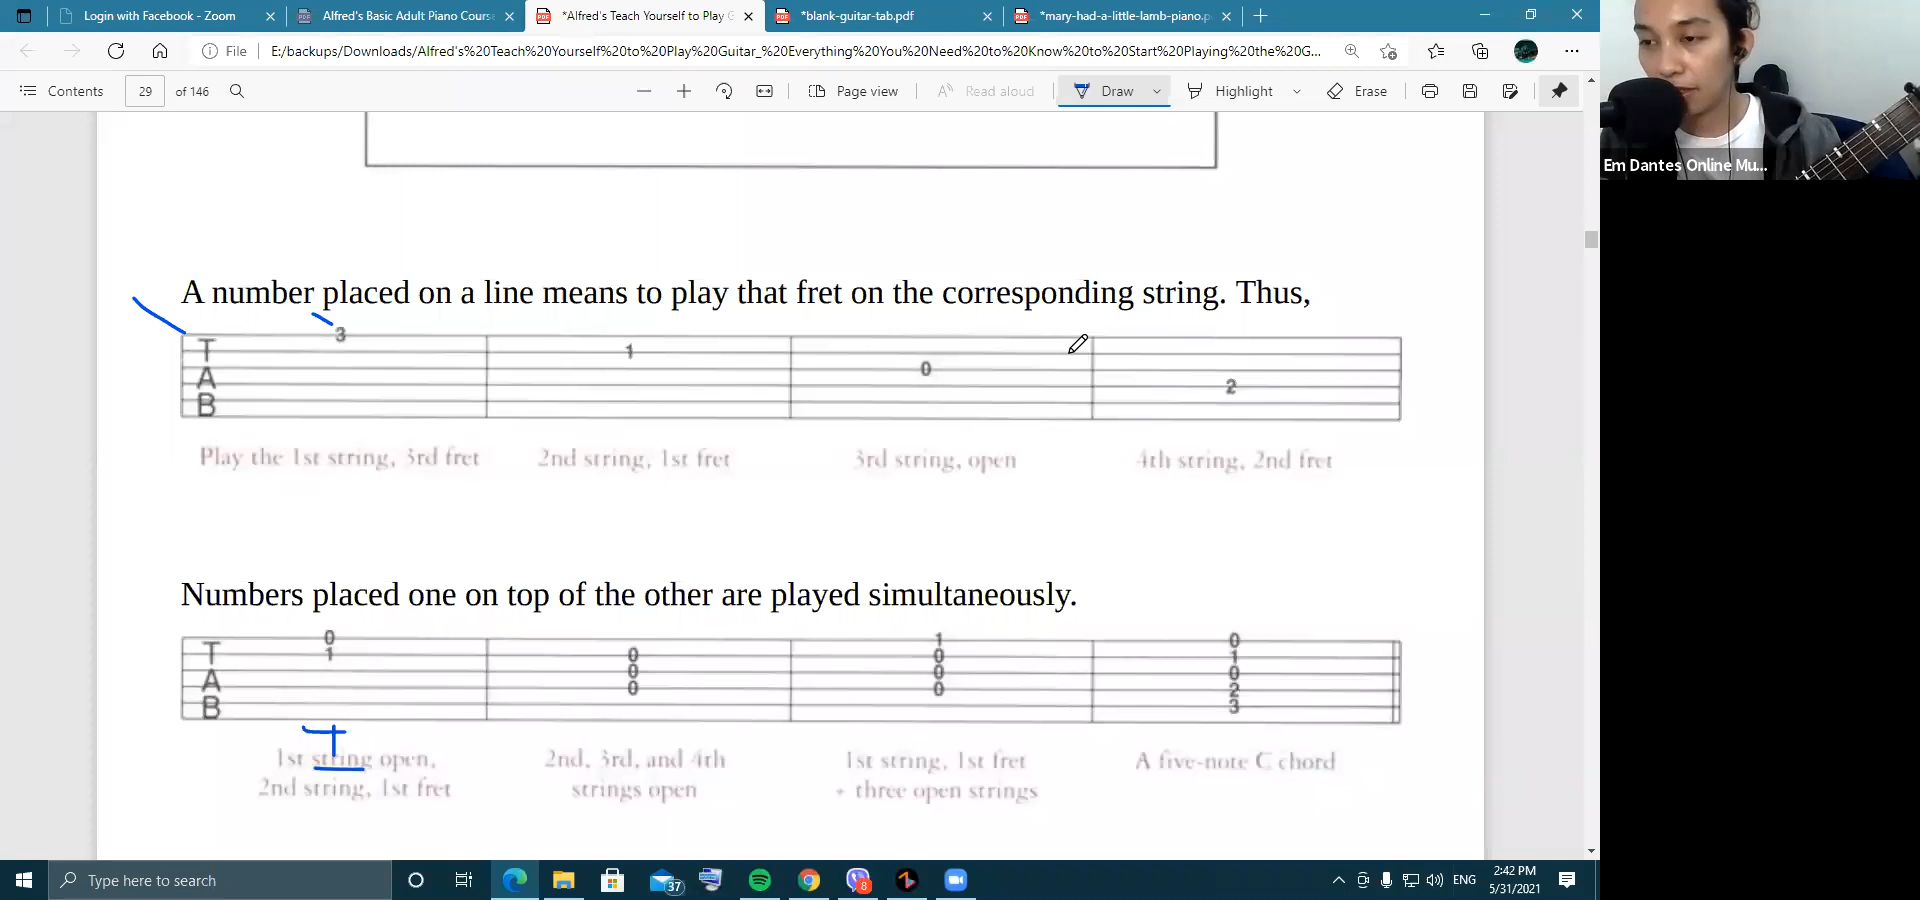 Login with Facebook - Zoom
Alfred's Basic Adult Piano Course
*Alfred's Teach Yourself to Play G
*blank-guitar-tab.pdf
*mary-had-a-little-lamb-piano.p
File
E:/backups/Downloads/Alfred's%20Teach%20Yourself%20to%20Play%20Guitar_%20Everything%20You%20Need%20to%20Know%20to%20Start%20Playing%20the%20G...
Contents
29
of 146
Page view
Read aloud
Draw
Highlight
Erase
Em Dantes Online Mu...
A number placed on a line means to play that fret on the corresponding string. Thus,
TAB
3
1
0
2
Play the 1st string, 3rd fret
2nd string, 1st fret
3rd string, open
4th string, 2nd fret
Numbers placed one on top of the other are played simultaneously.
TAB
0
1
0
0
0
1
0
0
0
0
1
0
2
3
1st string open,
2nd string, 1st fret
2nd, 3rd, and 4th
strings open
1st string, 1st fret
+ three open strings
A five-note C chord
Type here to search
37
8
ENG
2:42 PM
5/31/2021